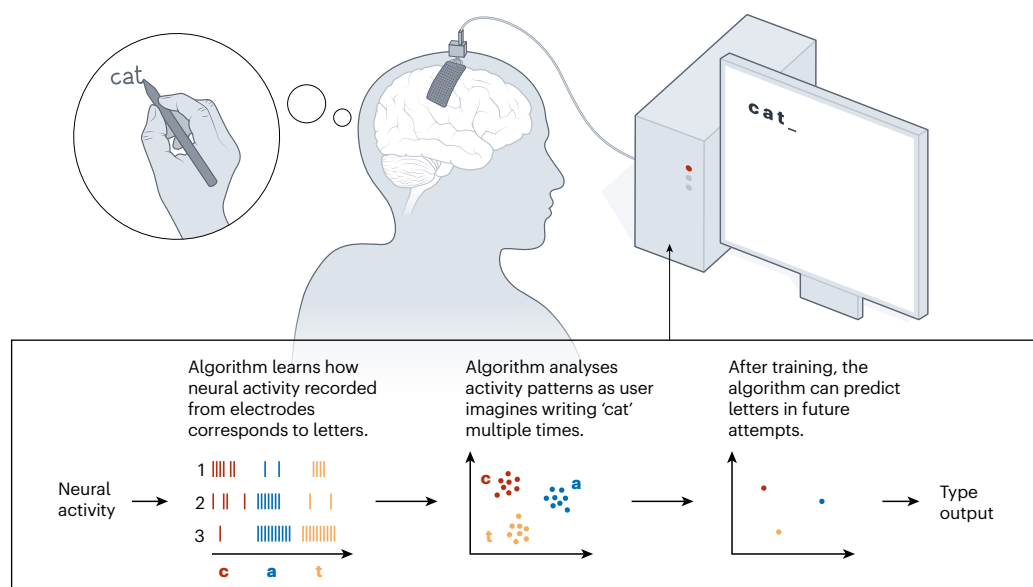 cat
cat_
Algorithm learns how
neural activity recorded
from electrodes
corresponds to letters.
Algorithm analyses
activity patterns as user
imagines writing ‘cat’
multiple times.
After training, the
algorithm can predict
letters in future
attempts.
Neural
activity
1
2
3
c a t
c
a
t
Type
output